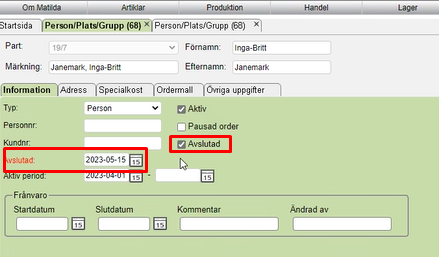 Om Matilda Artiklar Produktion Handel Lager
Startsida Person/Plats/Grupp (68) Person/Plats/Grupp (68)
Part: 19/7 Förnamn: Inga-Britt
Märkning: Janemark, Inga-Britt Efternamn: Janemark
Information Adress Specialkost Ordermall Övriga uppgifter
Typ: Person Aktiv
Personnr: Pausad order
Kundnr: Avslutad
Avslutad: 2023-05-15 15
Aktiv period: 2023-04-01 15 - 15
Frånvaro
Startdatum Slutdatum Kommentar Ändrad av
15 15